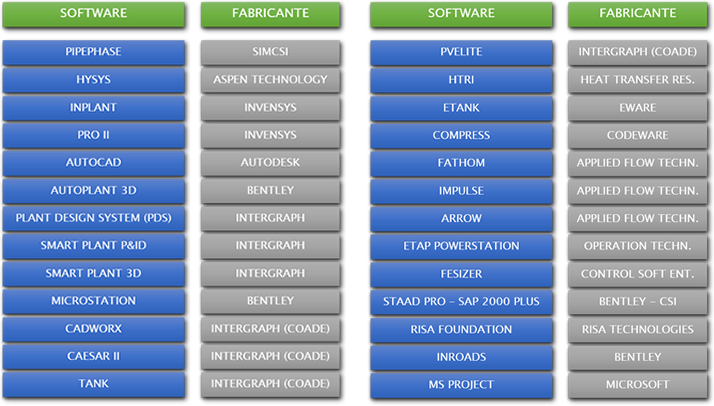 SOFTWARE FABRICANTE SOFTWARE FABRICANTE
PIPEPHASE SIMCSI PVELITE INTERGRAPH (COADE)
HYSYS ASPEN TECHNOLOGY HTRI HEAT TRANSFER RES.
INPLANT INVENSYS ETANK EWARE
PRO II INVENSYS COMPRESS CODEWARE
AUTOCAD AUTODESK FATHOM APPLIED FLOW TECHN.
AUTOPLANT 3D BENTLEY IMPULSE APPLIED FLOW TECHN.
PLANT DESIGN SYSTEM (PDS) INTERGRAPH ARROW APPLIED FLOW TECHN.
SMART PLANT P&ID INTERGRAPH ETAP POWERSTATION OPERATION TECHN.
SMART PLANT 3D INTERGRAPH FESIZER CONTROL SOFT ENT.
MICROSTATION BENTLEY STAAD PRO – SAP 2000 PLUS BENTLEY – CSI
CADWORX INTERGRAPH (COADE) RISA FOUNDATION RISA TECHNOLOGIES
CAESAR II INTERGRAPH (COADE) INROADS BENTLEY
TANK INTERGRAPH (COADE) MS PROJECT MICROSOFT